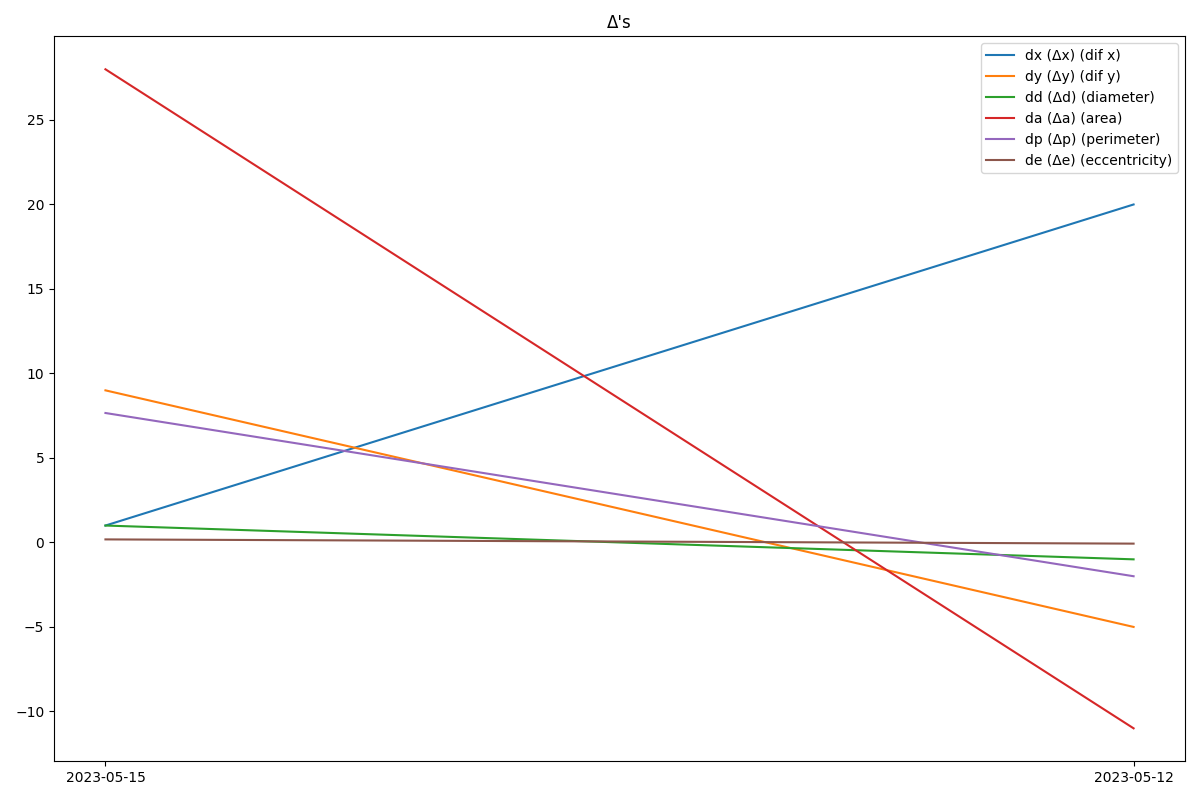 Δ's
dx (Δx) (dif x)
dy (Δy) (dif y)
dd (Δd) (diameter)
da (Δa) (area)
dp (Δp) (perimeter)
de (Δe) (eccentricity)
25
20
15
10
5
0
−5
−10
2023-05-15
2023-05-12